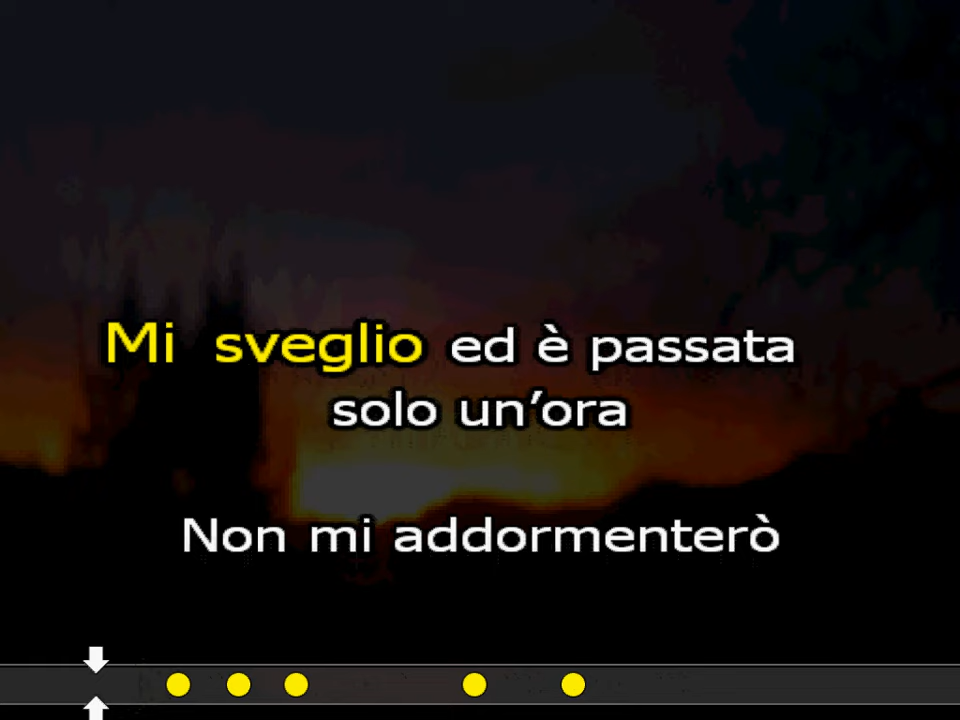 Mi sveglio ed è passata
solo un’ora
Non mi addormenterò